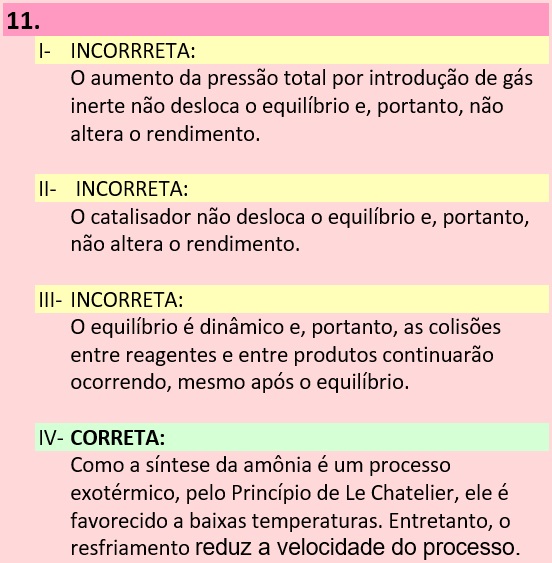 11.
I- INCORRRETA:
O aumento da pressão total por introdução de gás
inerte não desloca o equilíbrio e, portanto, não
altera o rendimento.
II- INCORRETA:
O catalisador não desloca o equilíbrio e, portanto,
não altera o rendimento.
III- INCORRETA:
O equilíbrio é dinâmico e, portanto, as colisões
entre reagentes e entre produtos continuarão
ocorrendo, mesmo após o equilíbrio.
IV- CORRETA:
Como a síntese da amônia é um processo
exotérmico, pelo Princípio de Le Chatelier, ele é
favorecido a baixas temperaturas. Entretanto, o
resfriamento reduz a velocidade do processo.